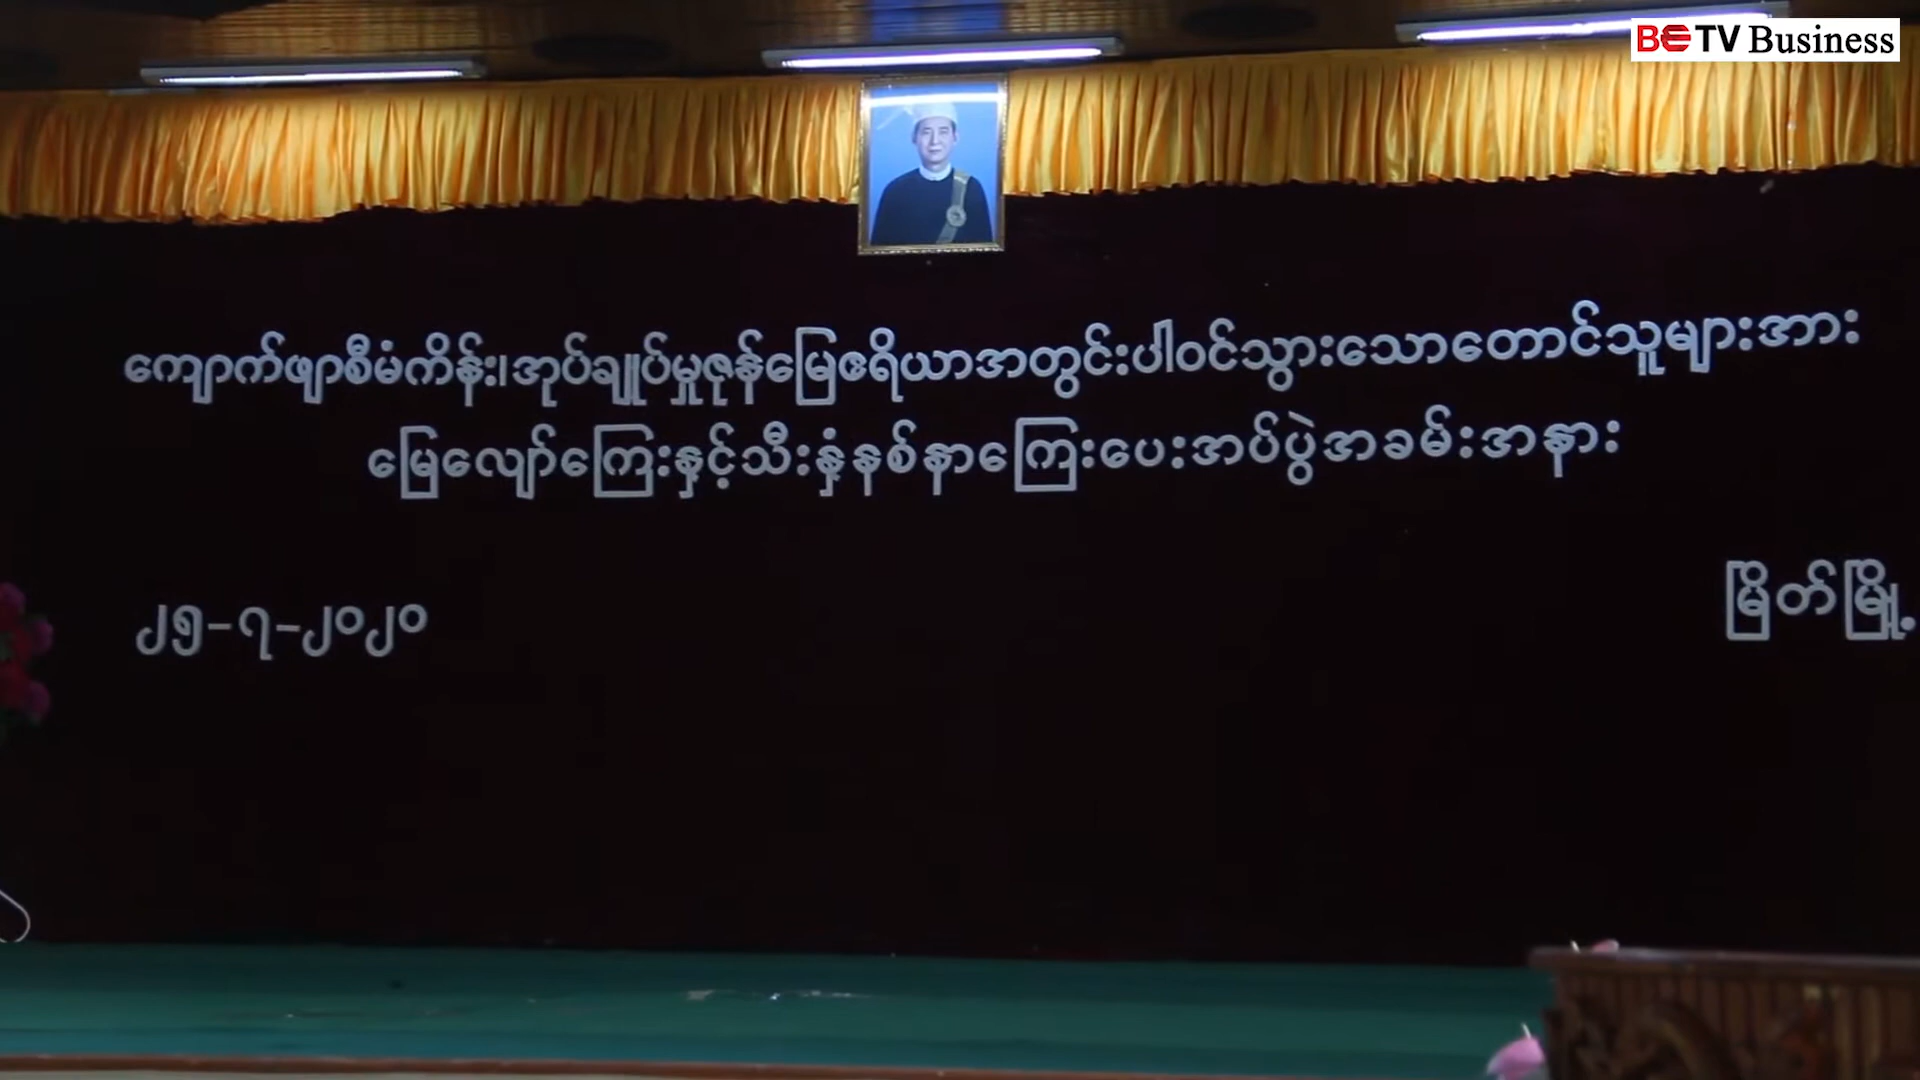 BETV Business
ကျောက်ဖျာစီမံကိန်း၊အုပ်ချုပ်မှုဇုန်မြေဧရိယာအတွင်းပါဝင်သွားသောတောင်သူများအား
မြေလျော်ကြေးနှင့်သီးနှံနစ်နာကြေးပေးအပ်ပွဲအခမ်းအနား
၂၅-၇-၂၀၂၀
မြိတ်မြို့.